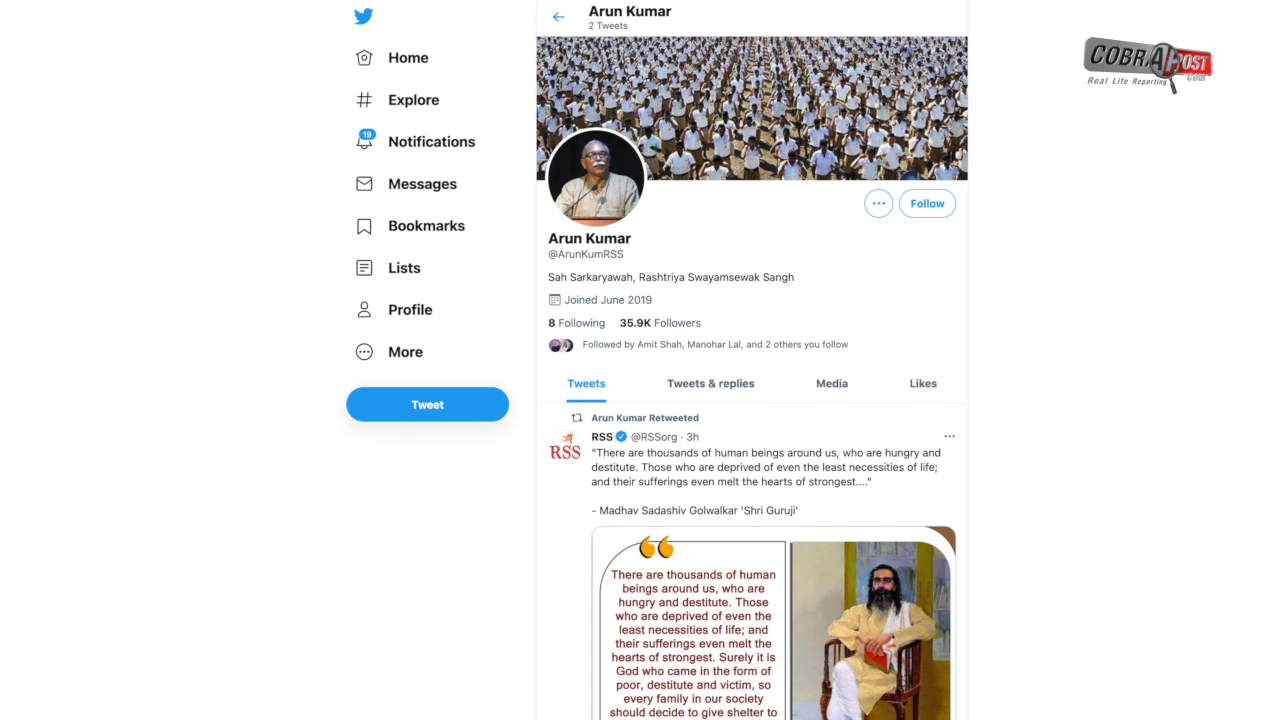 Arun Kumar
2 Tweets
COBRAPOST
.com
Real Life Reporting
Home
Explore
19
Notifications
Messages
Bookmarks
Lists
Profile
More
Tweet
Follow
Arun Kumar
@ArunKumRSS
Sah Sarkaryawah, Rashtriya Swayamsewak Sangh
Joined June 2019
8 Following 35.9K Followers
Followed by Amit Shah, Manohar Lal, and 2 others you follow
Tweets Tweets & replies Media Likes
Arun Kumar Retweeted
RSS @RSSorg · 3h
RSS
"There are thousands of human beings around us, who are hungry and
destitute. Those who are deprived of even the least necessities of life;
and their sufferings even melt the hearts of strongest...."
- Madhav Sadashiv Golwalkar 'Shri Guruji'
There are thousands of human
beings around us, who are
hungry and destitute. Those
who are deprived of even the
least necessities of life; and
their sufferings even melt the
hearts of strongest. Surely it is
God who came in the form of
poor, destitute and victim, so
every family in our society
should decide to give shelter to